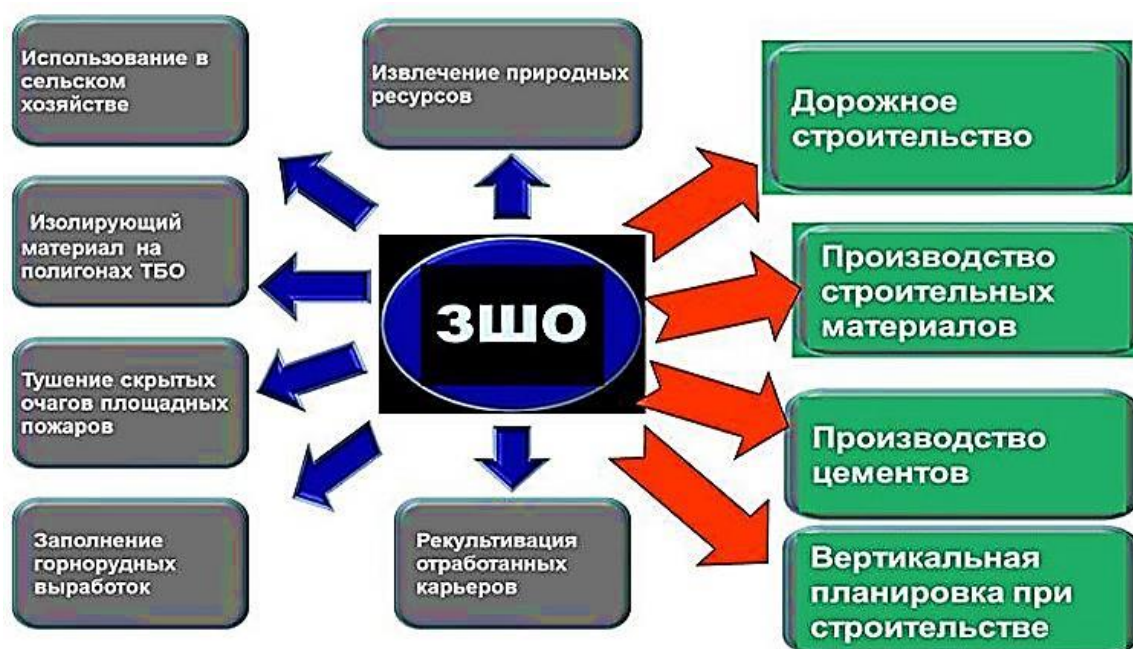 Использование в
сельском
хозяйстве
Извлечение природных
ресурсов
Дорожное
строительство
Изолирующий
материал на
полигонах ТБО
ЗШО
Производство
строительных
материалов
Тушение скрытых
очагов площадных
пожаров
Производство
цементов
Заполнение
горнорудных
выработок
Рекультивация
отработанных
карьеров
Вертикальная
планировка при
строительстве